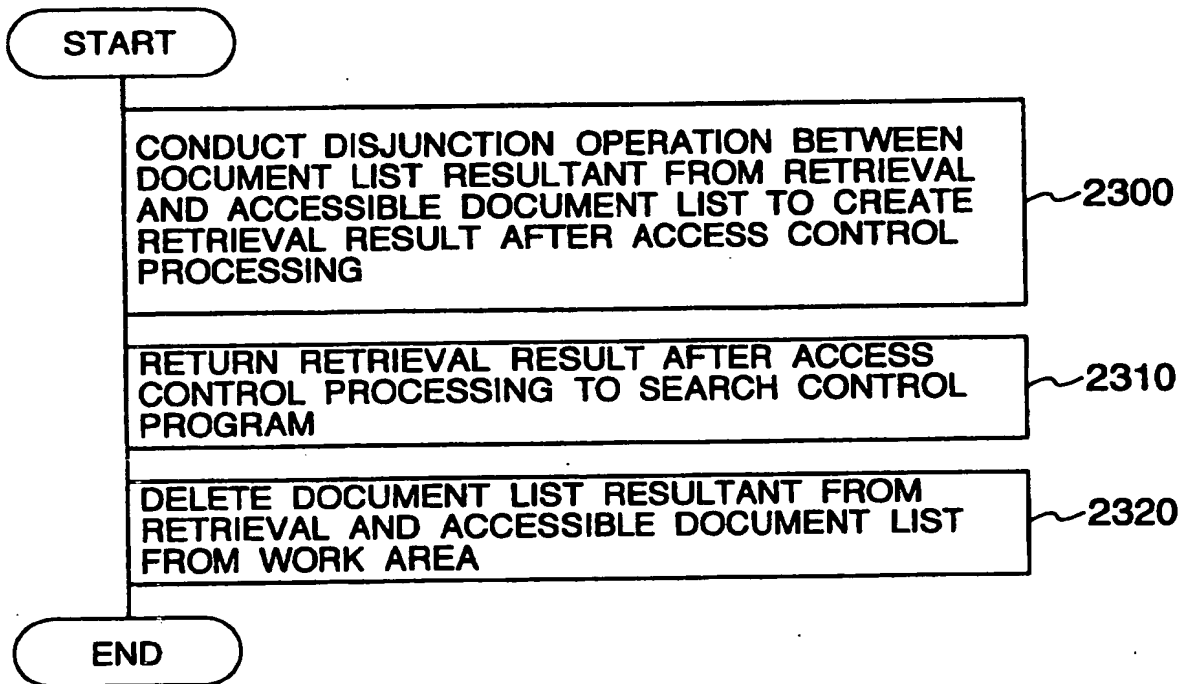 START
CONDUCT DISJUNCTION OPERATION BETWEEN
DOCUMENT LIST RESULTANT FROM RETRIEVAL
AND ACCESSIBLE DOCUMENT LIST TO CREATE
RETRIEVAL RESULT AFTER ACCESS CONTROL
PROCESSING
2300
RETURN RETRIEVAL RESULT AFTER ACCESS
CONTROL PROCESSING TO SEARCH CONTROL
PROGRAM
2310
DELETE DOCUMENT LIST RESULTANT FROM
RETRIEVAL AND ACCESSIBLE DOCUMENT LIST
FROM WORK AREA
2320
END